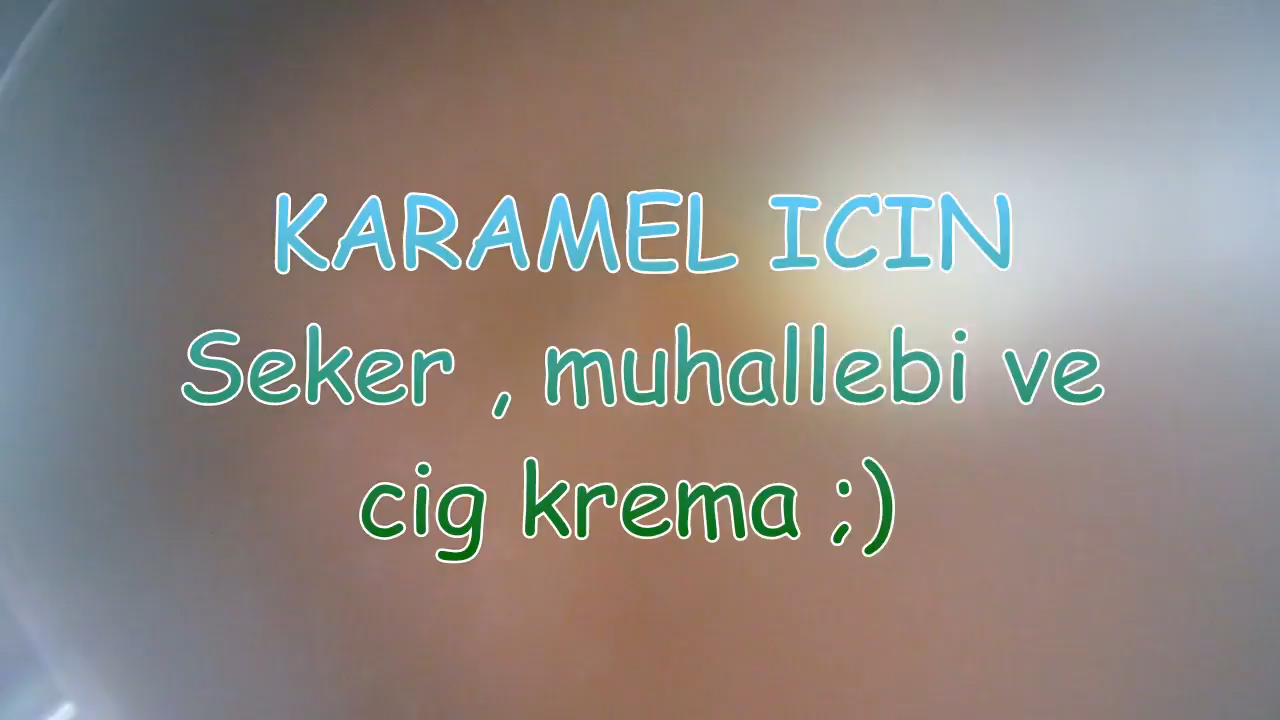 KARAMEL ICIN
Seker , muhallebi ve
cig krema ;)